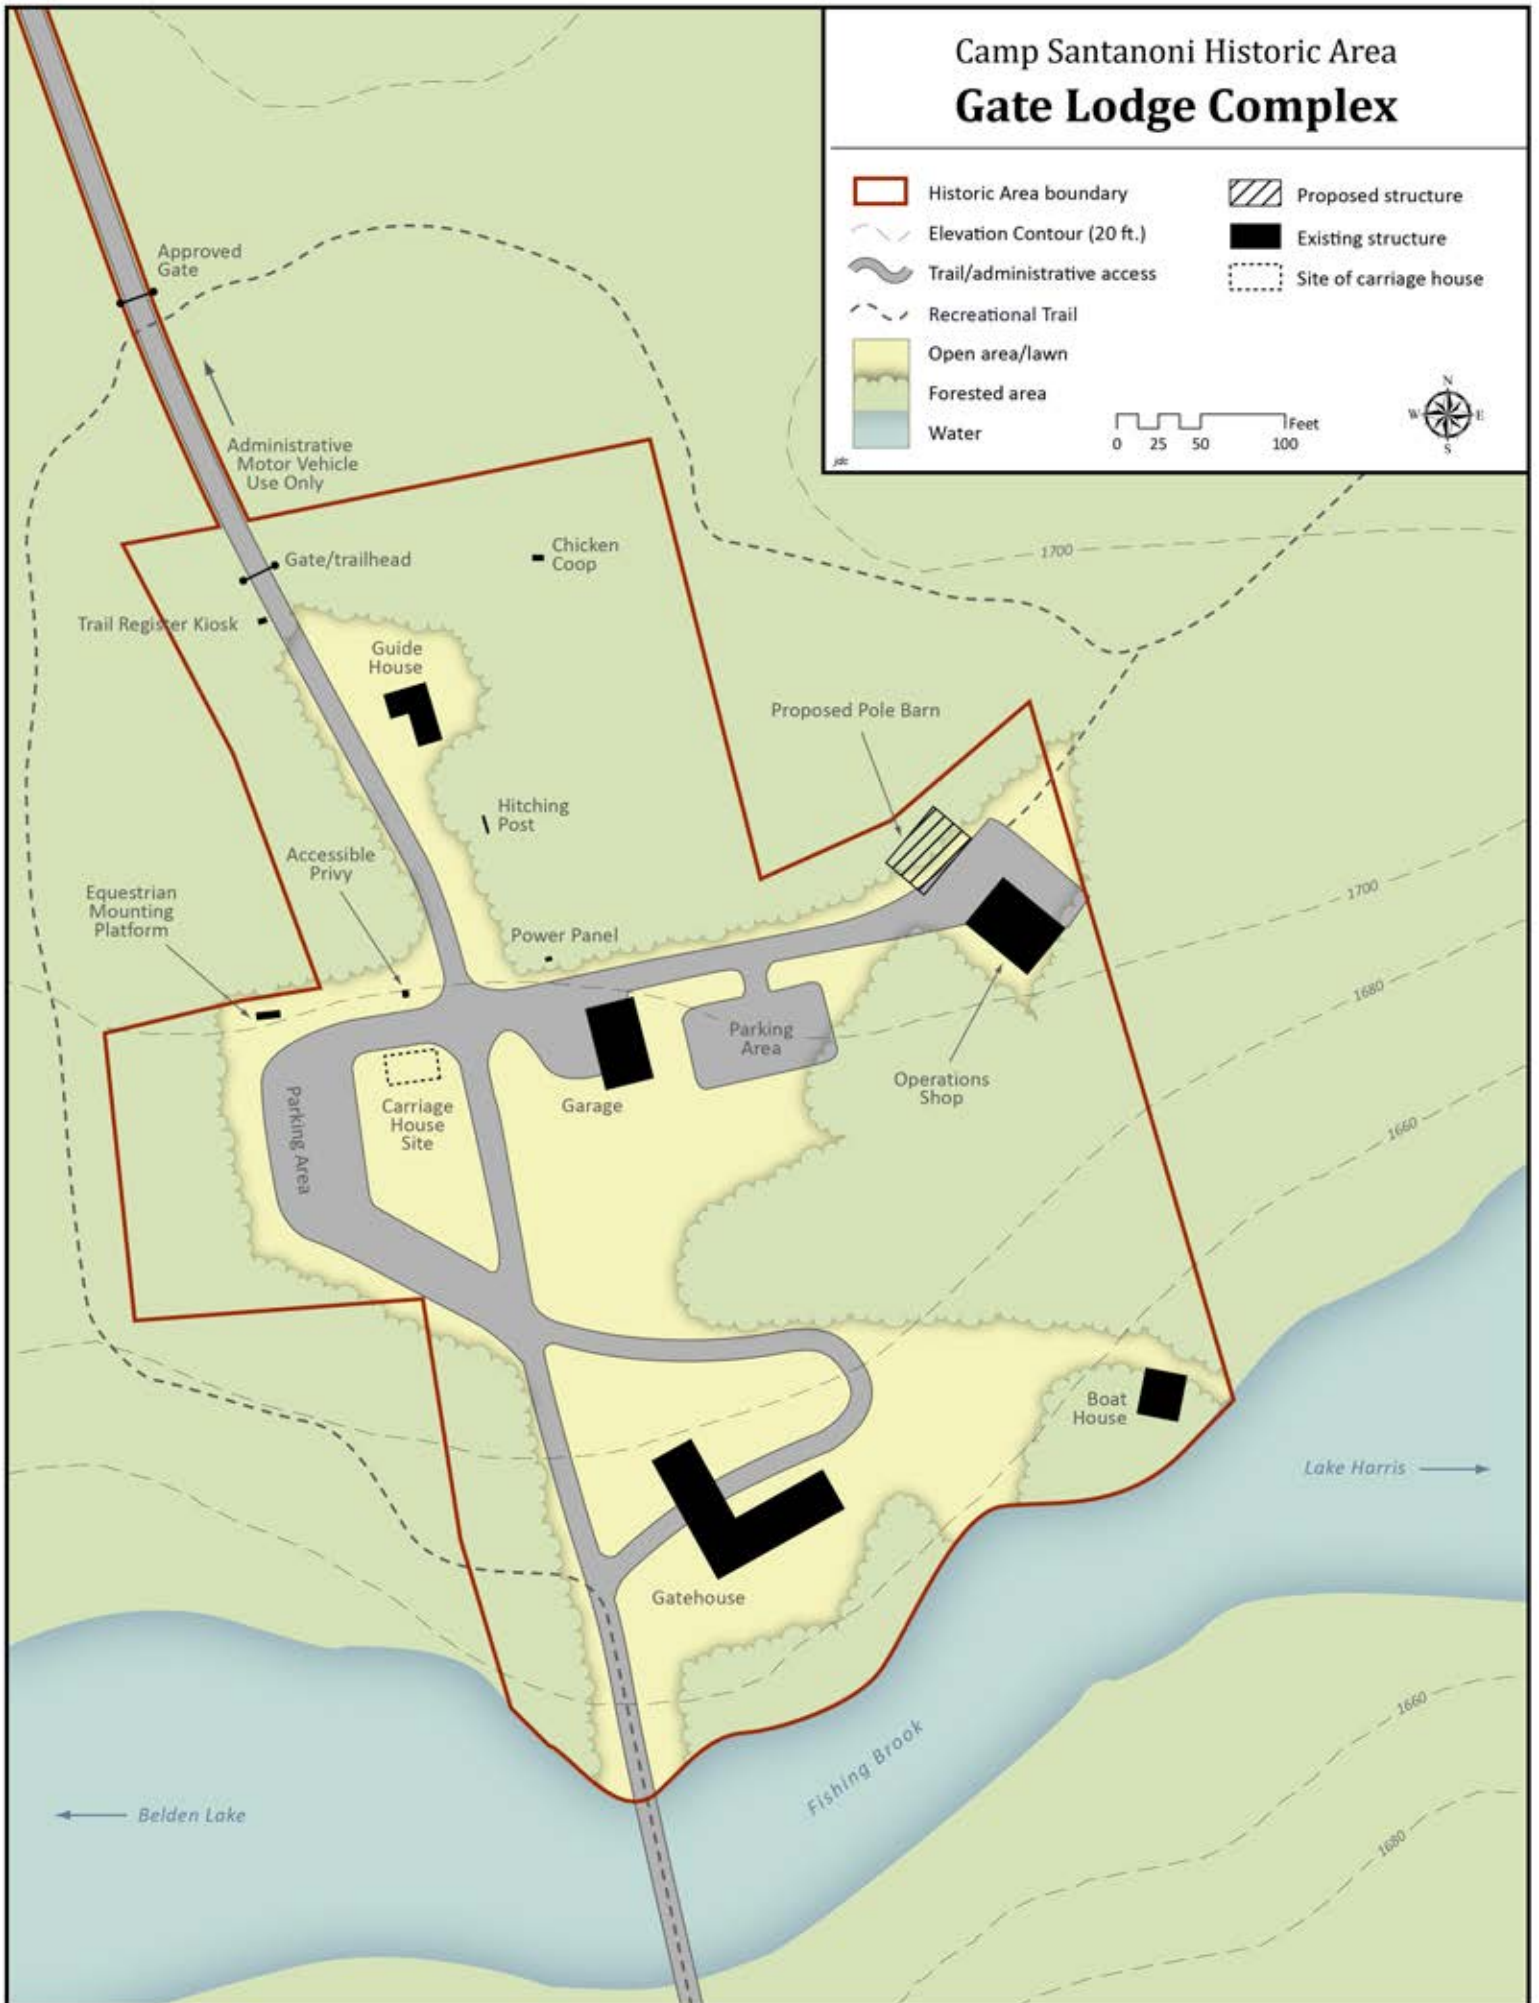 Camp Santanoni Historic Area
Gate Lodge Complex
Historic Area boundary
Elevation Contour (20 ft.)
Trail/administrative access
Recreational Trail
Open area/lawn
Forested area
Water
Proposed structure
Existing structure
Site of carriage house
N
W
E
S
Feet
0 25 50 100
jdc
Approved
Gate
Administrative
Motor Vehicle
Use Only
Gate/trailhead
Chicken
Coop
1700
Trail Register Kiosk
Guide
House
Proposed Pole Barn
Hitching
Post
Accessible
Privy
Equestrian
Mounting
Platform
1700
Power Panel
1680
Parking
Area
Operations
Shop
Garage
Carriage
House
Site
Parking Area
1660
Boat
House
Lake Harris
Gatehouse
1660
Fishing Brook
Belden Lake
1680